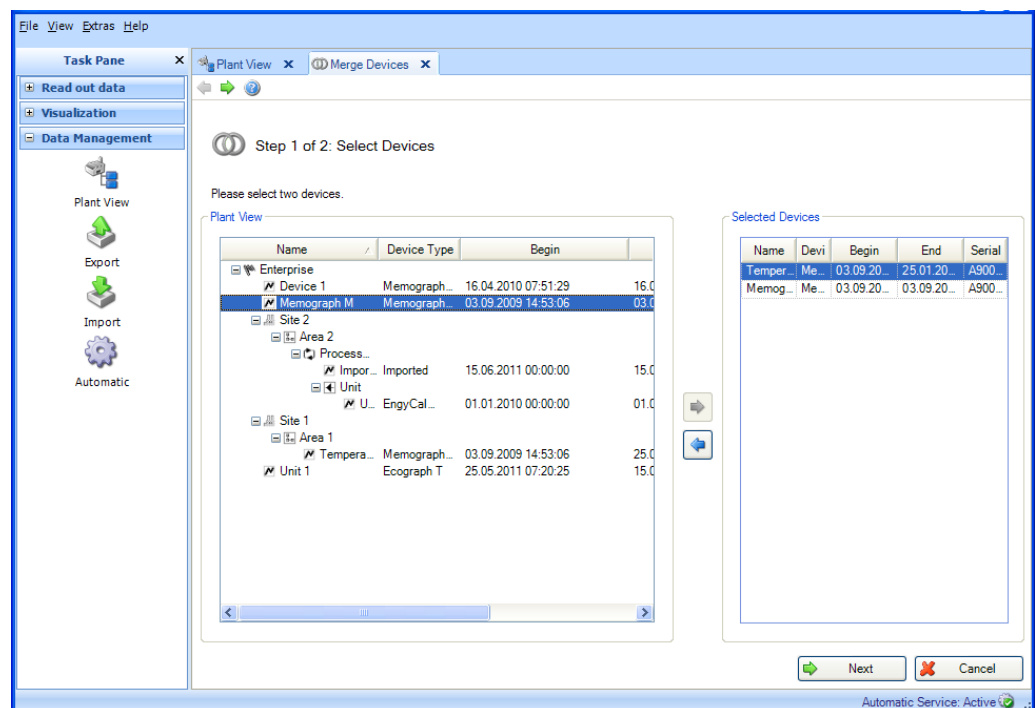 File View Extras Help
Task Pane x
Plant View x Merge Devices x
Read out data
Visualization
Data Management
Plant View
Export
Import
Automatic
Step 1 of 2: Select Devices
Please select two devices.
Plant View
Name Device Type Begin
Enterprise
Device 1 Memograph... 16.04.2010 07:51:29 16.0
Memograph M Memograph... 03.09.2009 14:53:06 03.0
Site 2
Area 2
Process...
Impor... Imported 15.06.2011 00:00:00 15.0
Unit
U... EngyCal... 01.01.2010 00:00:00 01.0
Site 1
Area 1
Tempera... Memograph... 03.09.2009 14:53:06 25.0
Unit 1 Ecograph T 25.05.2011 07:20:25 15.0
Selected Devices
Name Devi Begin End Serial
Temper... Me... 03.09.20... 25.01.20... A900...
Memog... Me... 03.09.20... 03.09.20... A900...
Next Cancel
Automatic Service: Active